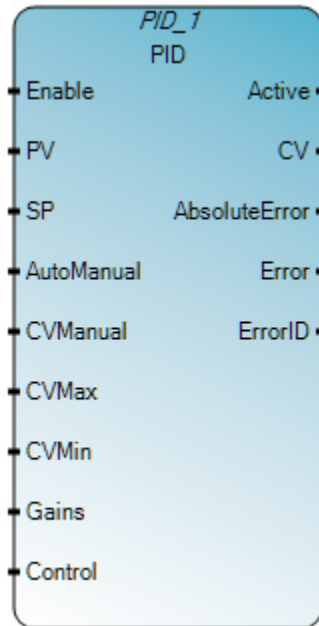 PID_1
PID
Enable Active
PV CV
SP AbsoluteError
AutoManual Error
CVManual ErrorID
CVMax
CVMin
Gains
Control